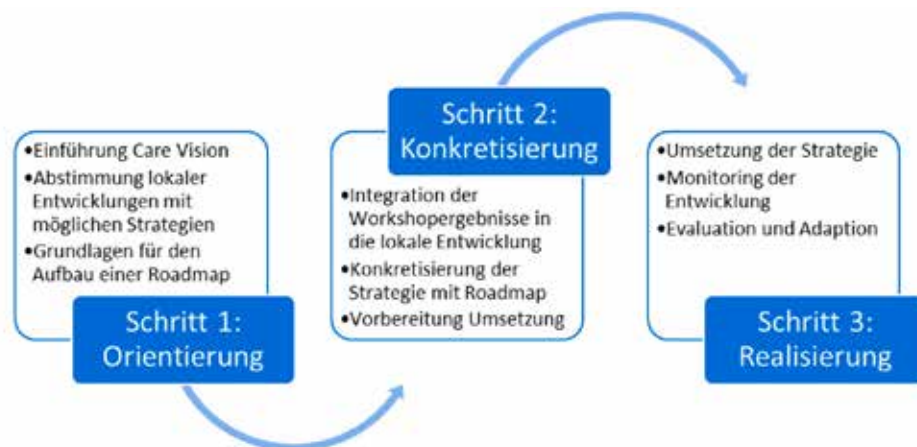 •Einführung Care Vision
•Abstimmung lokaler
Entwicklungen mit
möglichen Strategien
•Grundlagen für den
Aufbau einer Roadmap
Schritt 1:
Orientierung
Schritt 2:
Konkretisierung
•Integration der
Workshopergebnisse in
die lokale Entwicklung
•Konkretisierung der
Strategie mit Roadmap
•Vorbereitung Umsetzung
•Umsetzung der Strategie
•Monitoring der
Entwicklung
•Evaluation und Adaption
Schritt 3:
Realisierung